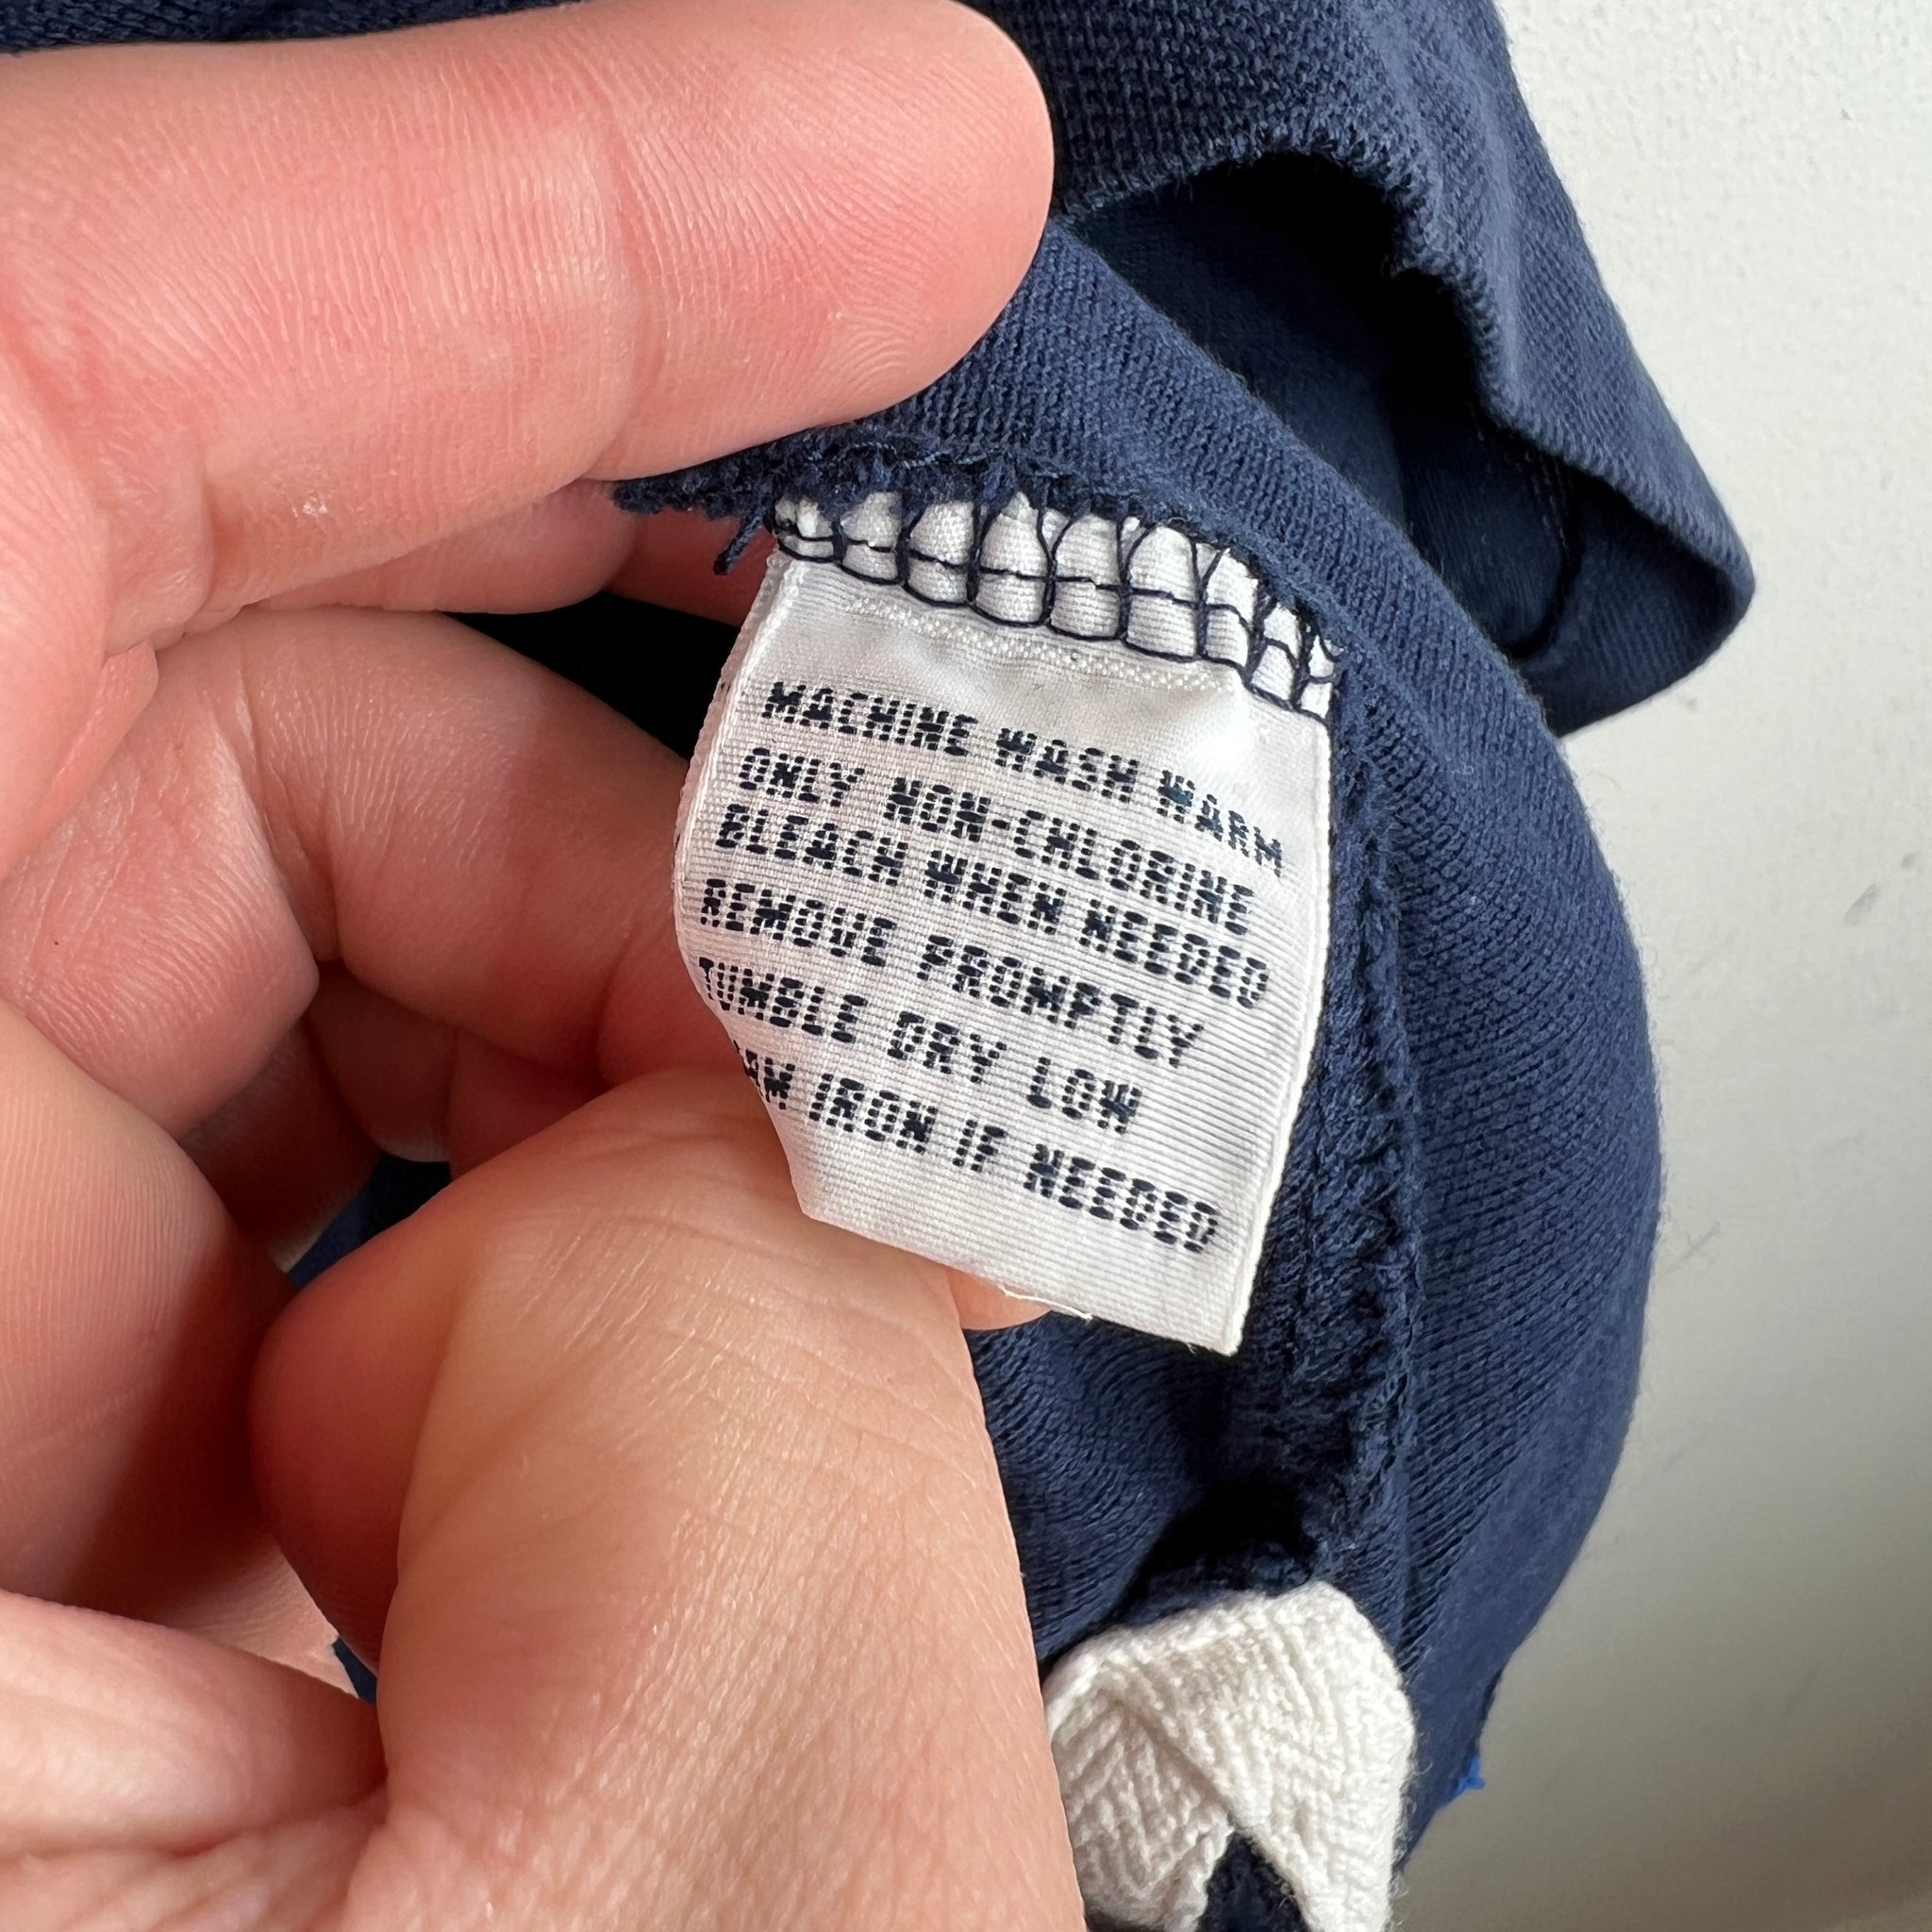 MACHINE WASH WARM
ONLY NON-CHLORINE
BLEACH WHEN NEEDED
REMOVE PROMPTLY
TUMBLE DRY LOW
IRON IF NEEDED